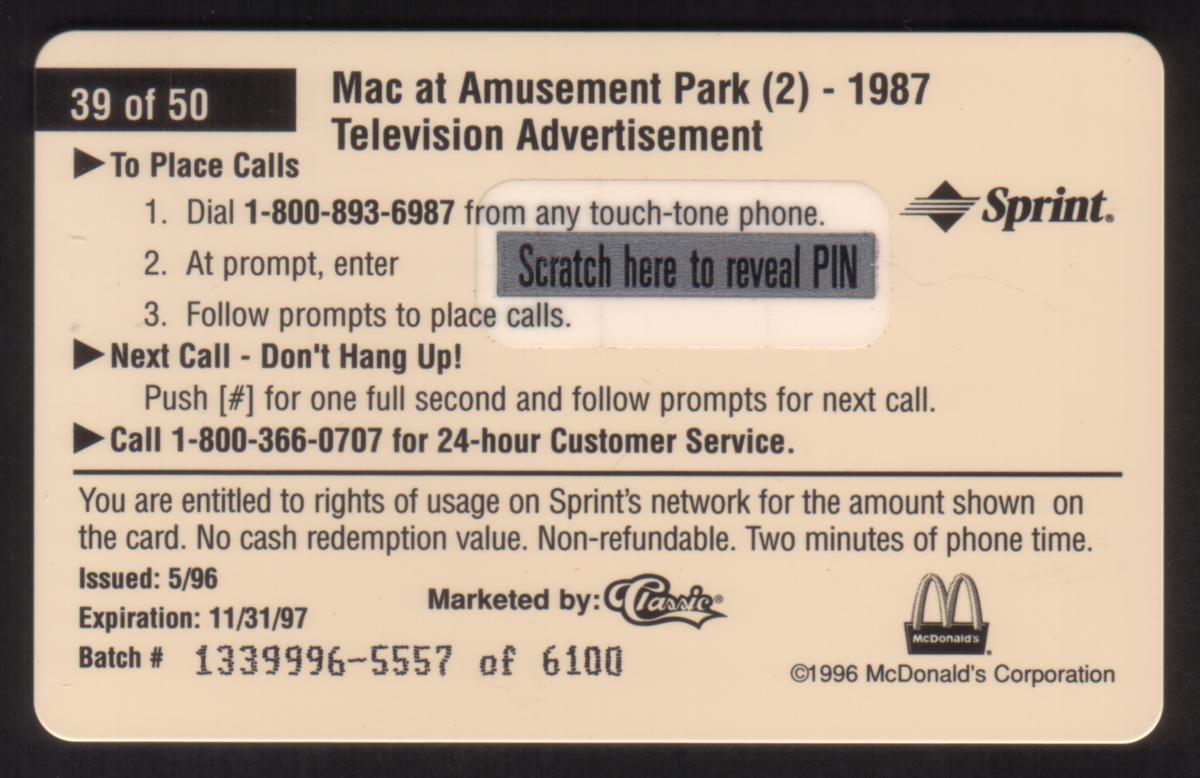 39 of 50
Mac at Amusement Park (2) - 1987
Television Advertisement
▶To Place Calls
1. Dial 1-800-893-6987 from any touch-tone phone.
Sprint®
2. At prompt, enter
Scratch here to reveal PIN
3. Follow prompts to place calls.
▶Next Call - Don't Hang Up!
Push [#] for one full second and follow prompts for next call.
▶Call 1-800-366-0707 for 24-hour Customer Service.
You are entitled to rights of usage on Sprint's network for the amount shown on
the card. No cash redemption value. Non-refundable. Two minutes of phone time.
Issued: 5/96
Expiration: 11/31/97
Batch # 1339996-5557 of 6100
Marketed by: Classic®
McDonald's®
©1996 McDonald's Corporation